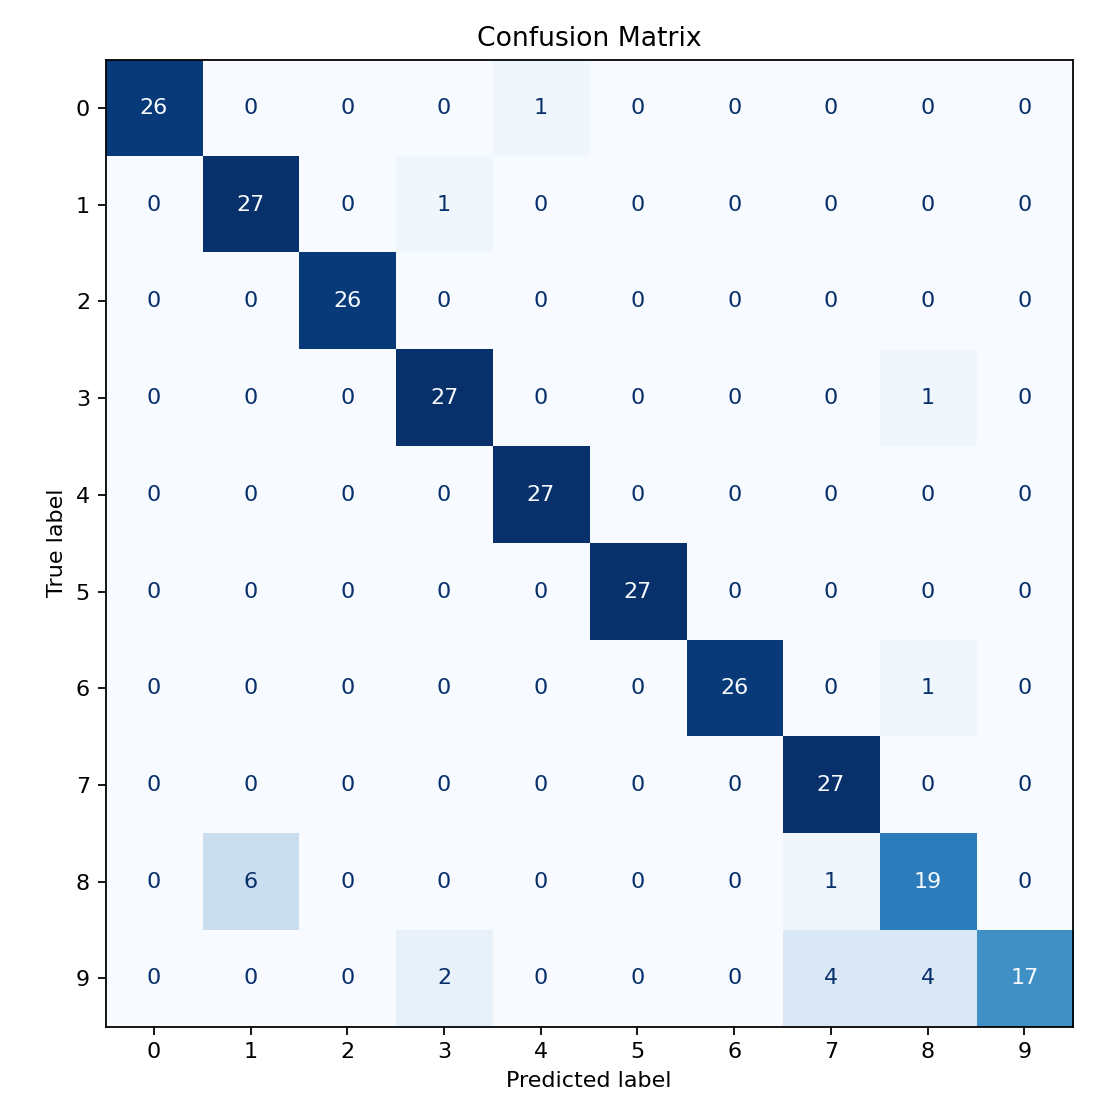 Confusion Matrix
0 26 0 0 0 1 0 0 0 0 0
1 0 27 0 1 0 0 0 0 0 0
2 0 0 26 0 0 0 0 0 0 0
3 0 0 0 27 0 0 0 0 1 0
4 0 0 0 0 27 0 0 0 0 0
5 0 0 0 0 0 27 0 0 0 0
6 0 0 0 0 0 0 26 0 1 0
7 0 0 0 0 0 0 0 27 0 0
8 0 6 0 0 0 0 0 1 19 0
9 0 0 0 2 0 0 0 4 4 17
True label
0 1 2 3 4 5 6 7 8 9
Predicted label